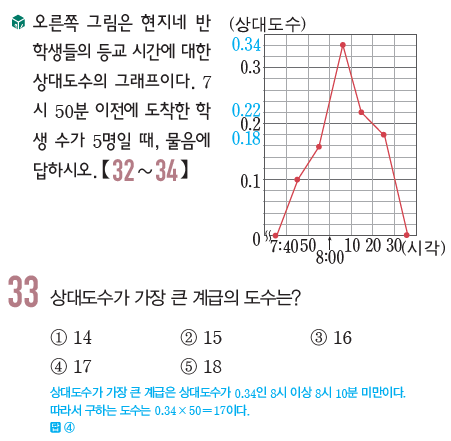 오른쪽 그림은 현지네 반
학생들의 등교 시간에 대한
상대도수의 그래프이다. 7
시 50분 이전에 도착한 학
생 수가 5명일 때, 물음에
답하시오.【32~34】
(상대도수)
0.34
0.3
0.22
0.2
0.18
0.1
0
7:40 50 8:00 10 20 30 (시각)
33 상대도수가 가장 큰 계급의 도수는?
① 14 ② 15 ③ 16
④ 17 ⑤ 18
상대도수가 가장 큰 계급은 상대도수가 0.34인 8시 이상 8시 10분 미만이다.
따라서 구하는 도수는 0.34×50=17이다.
답 ④